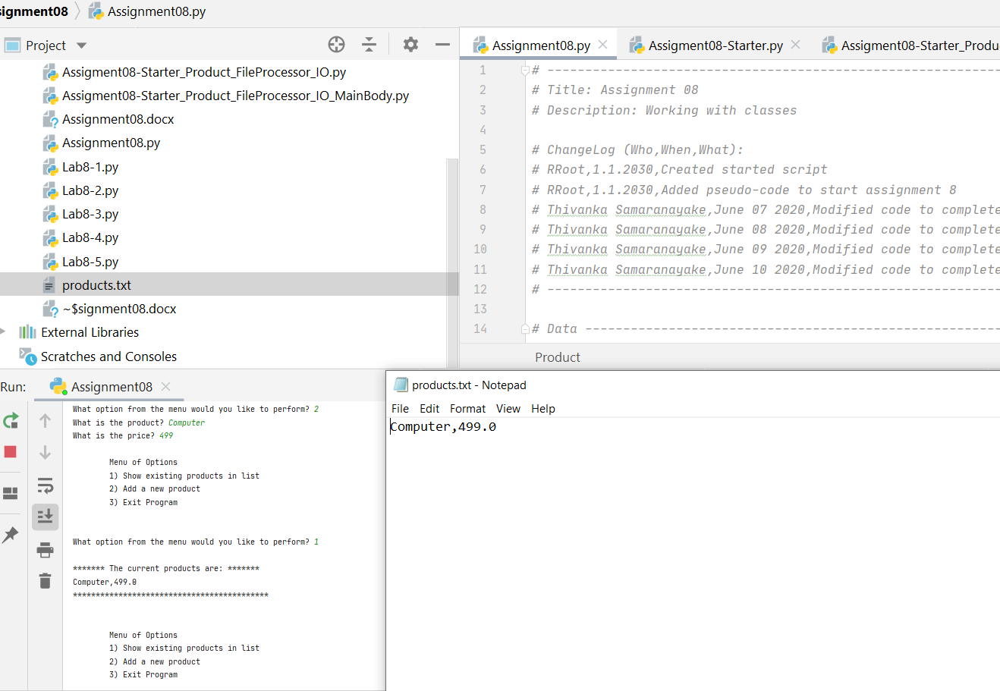 signment08 Assignment08.py
Project
Assigment08-Starter_Product_FileProcessor_IO.py
Assigment08-Starter_Product_FileProcessor_IO_MainBody.py
Assignment08.docx
Assignment08.py
Lab8-1.py
Lab8-2.py
Lab8-3.py
Lab8-4.py
Lab8-5.py
products.txt
~$signment08.docx
External Libraries
Scratches and Consoles
Assignment08.py Assigment08-Starter.py Assigment08-Starter_Produ
1 # ------------------------------------------------------------
2 # Title: Assignment 08
3 # Description: Working with classes
4
5 # ChangeLog (Who,When,What):
6 # RRoot,1.1.2030,Created started script
7 # RRoot,1.1.2030,Added pseudo-code to start assignment 8
8 # Thivanka Samaranayake,June 07 2020,Modified code to complete
9 # Thivanka Samaranayake,June 08 2020,Modified code to complete
10 # Thivanka Samaranayake,June 09 2020,Modified code to complete
11 # Thivanka Samaranayake,June 10 2020,Modified code to complete
12 # ------------------------------------------------------------
13
14 # Data -------------------------------------------------------
Product
Run: Assignment08
What option from the menu would you like to perform? 2
What is the product? Computer
What is the price? 499
Menu of Options
1) Show existing products in list
2) Add a new product
3) Exit Program
What option from the menu would you like to perform? 1
******* The current products are: *******
Computer,499.0
*******************************************
Menu of Options
1) Show existing products in list
2) Add a new product
3) Exit Program
products.txt - Notepad
File Edit Format View Help
Computer,499.0